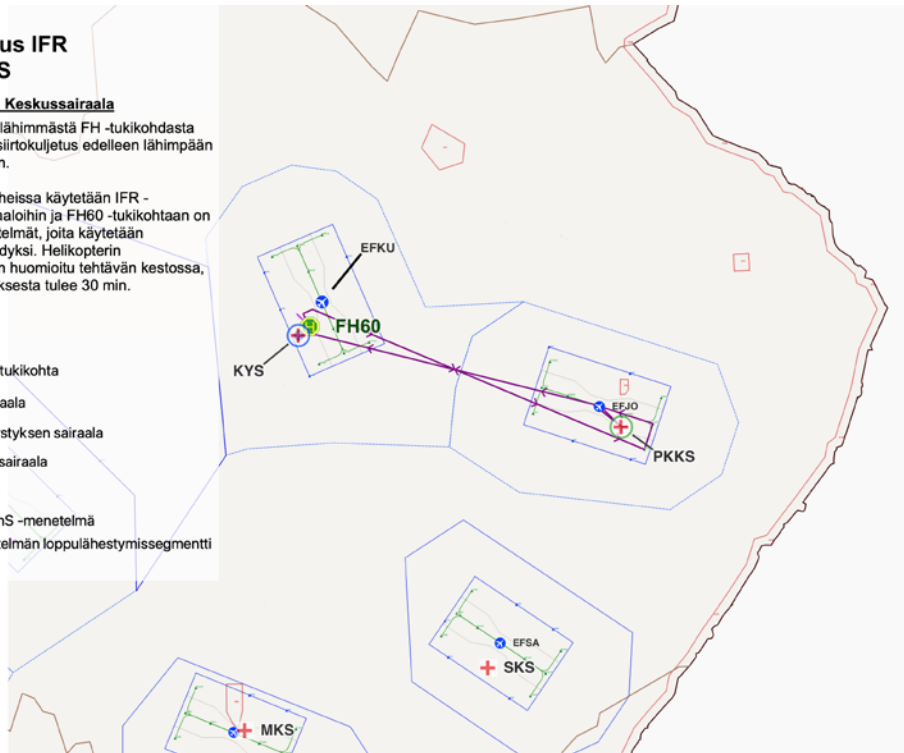 us IFR
S
Keskussairaala
lähimmästä FH -tukikohdasta
siirtokuljetus edelleen lähimpään
n.
heissa käytetään IFR -
aaloihin ja FH60 -tukikohtaan on
telmät, joita käytetään
dyksi. Helikopterin
n huomioitu tehtävän kestossa,
ksesta tulee 30 min.
tukikohta
aala
styksen sairaala
sairaala
nS -menetelmä
telmän loppulähestymissegmentti
EFKU
FH60
KYS
EFJO
PKKS
EFSA
SKS
MKS